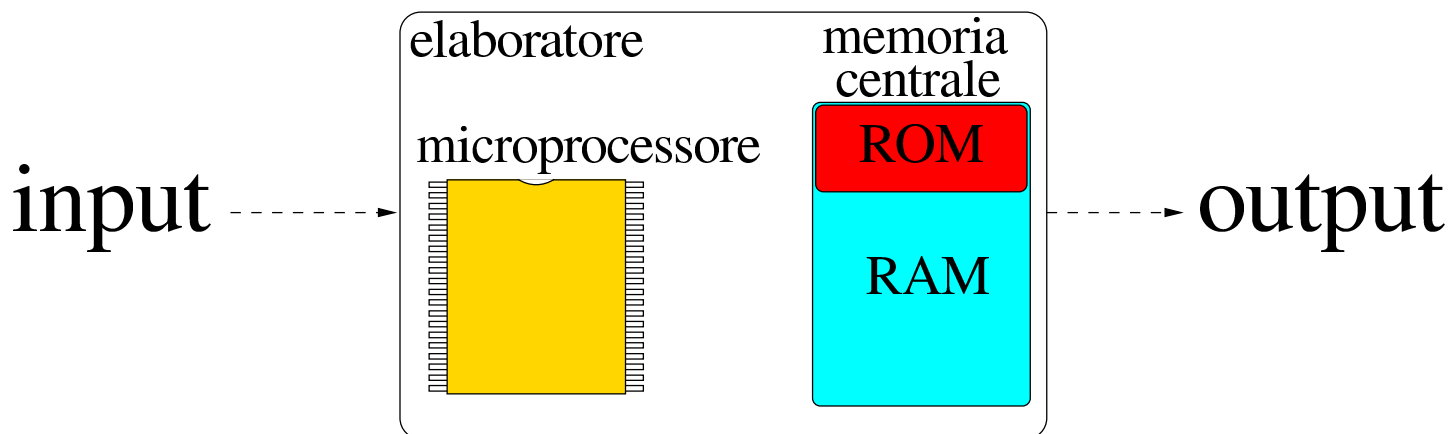 elaboratore
memoria
centrale
microprocessore
ROM
input
output
RAM